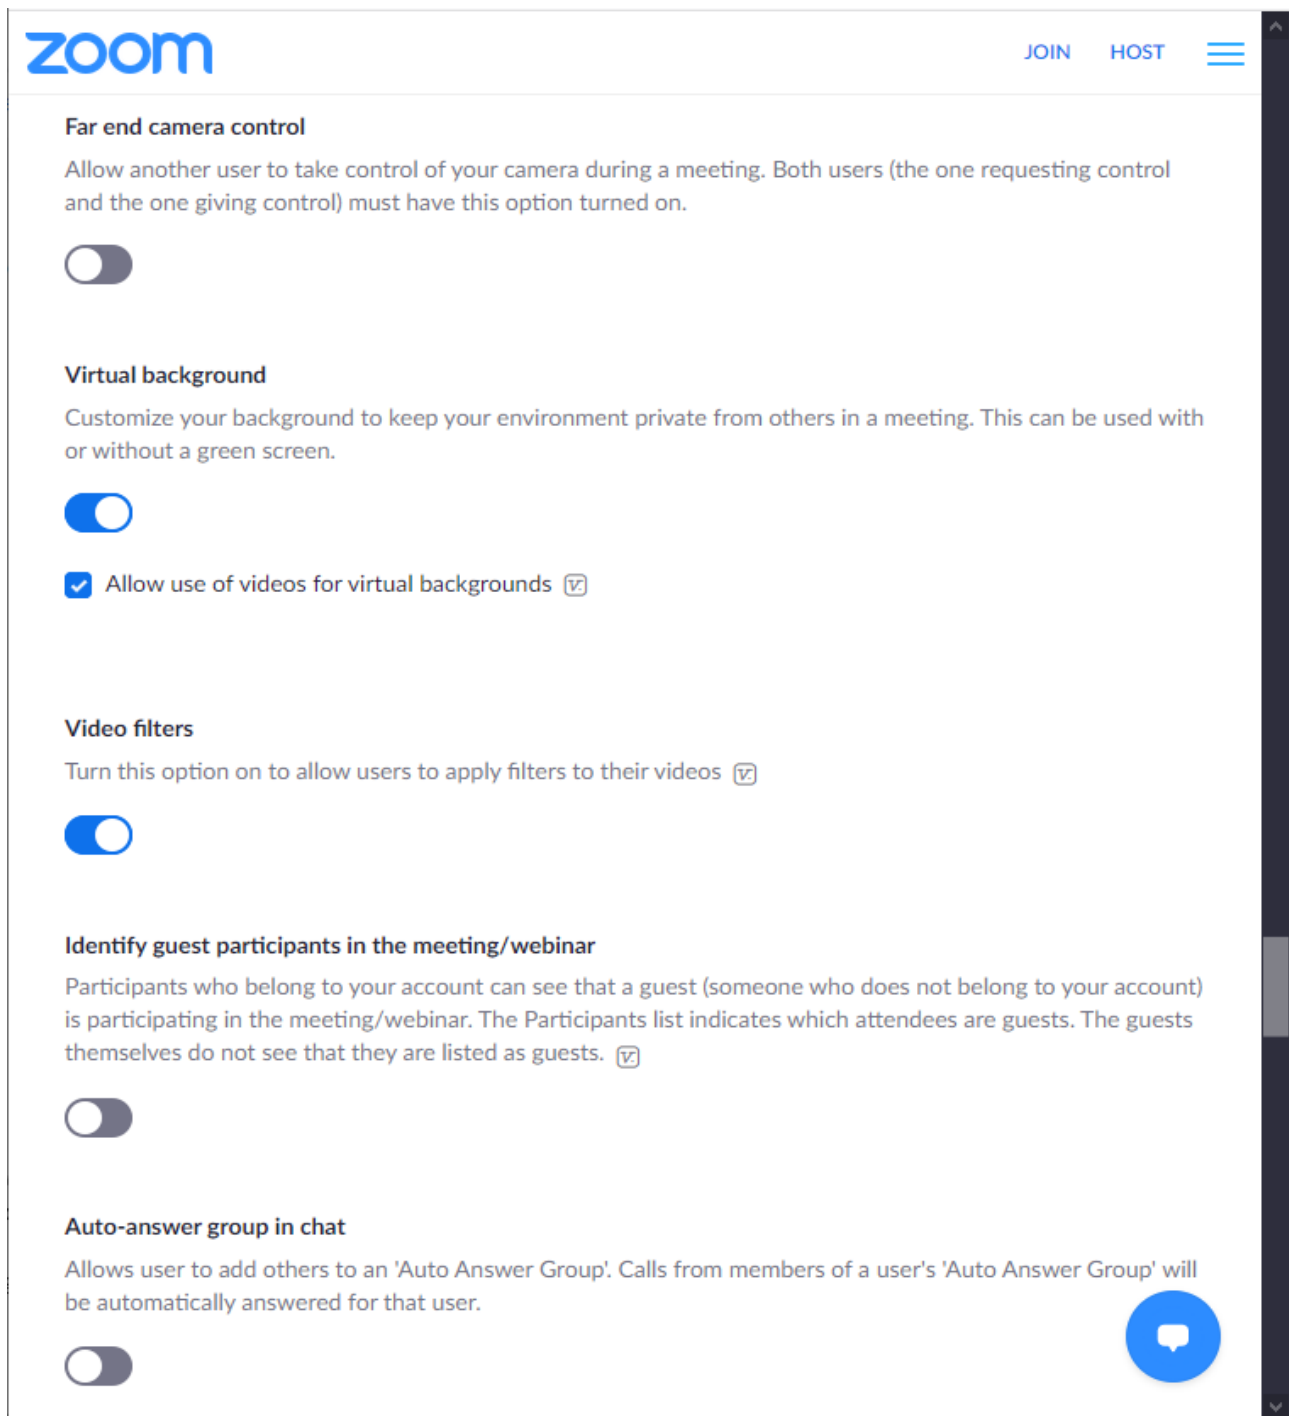 zoom
JOIN HOST
Far end camera control
Allow another user to take control of your camera during a meeting. Both users (the one requesting control
and the one giving control) must have this option turned on.
Virtual background
Customize your background to keep your environment private from others in a meeting. This can be used with
or without a green screen.
Allow use of videos for virtual backgrounds v:
Video filters
Turn this option on to allow users to apply filters to their videos v:
Identify guest participants in the meeting/webinar
Participants who belong to your account can see that a guest (someone who does not belong to your account)
is participating in the meeting/webinar. The Participants list indicates which attendees are guests. The guests
themselves do not see that they are listed as guests. v:
Auto-answer group in chat
Allows user to add others to an 'Auto Answer Group'. Calls from members of a user's 'Auto Answer Group' will
be automatically answered for that user.